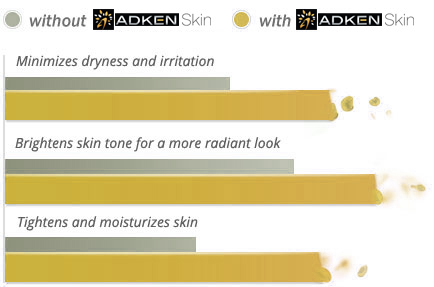 without ADKEN Skin with ADKEN Skin
Minimizes dryness and irritation
Brightens skin tone for a more radiant look
Tightens and moisturizes skin